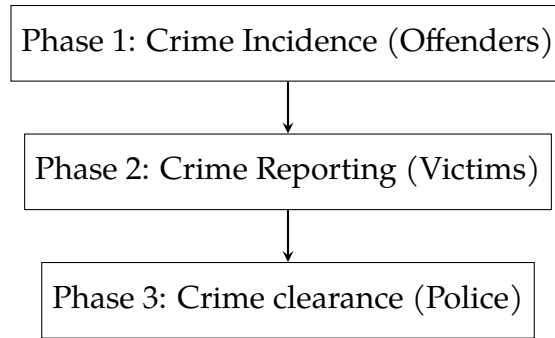 Phase 1: Crime Incidence (Offenders)
Phase 2: Crime Reporting (Victims)
Phase 3: Crime clearance (Police)